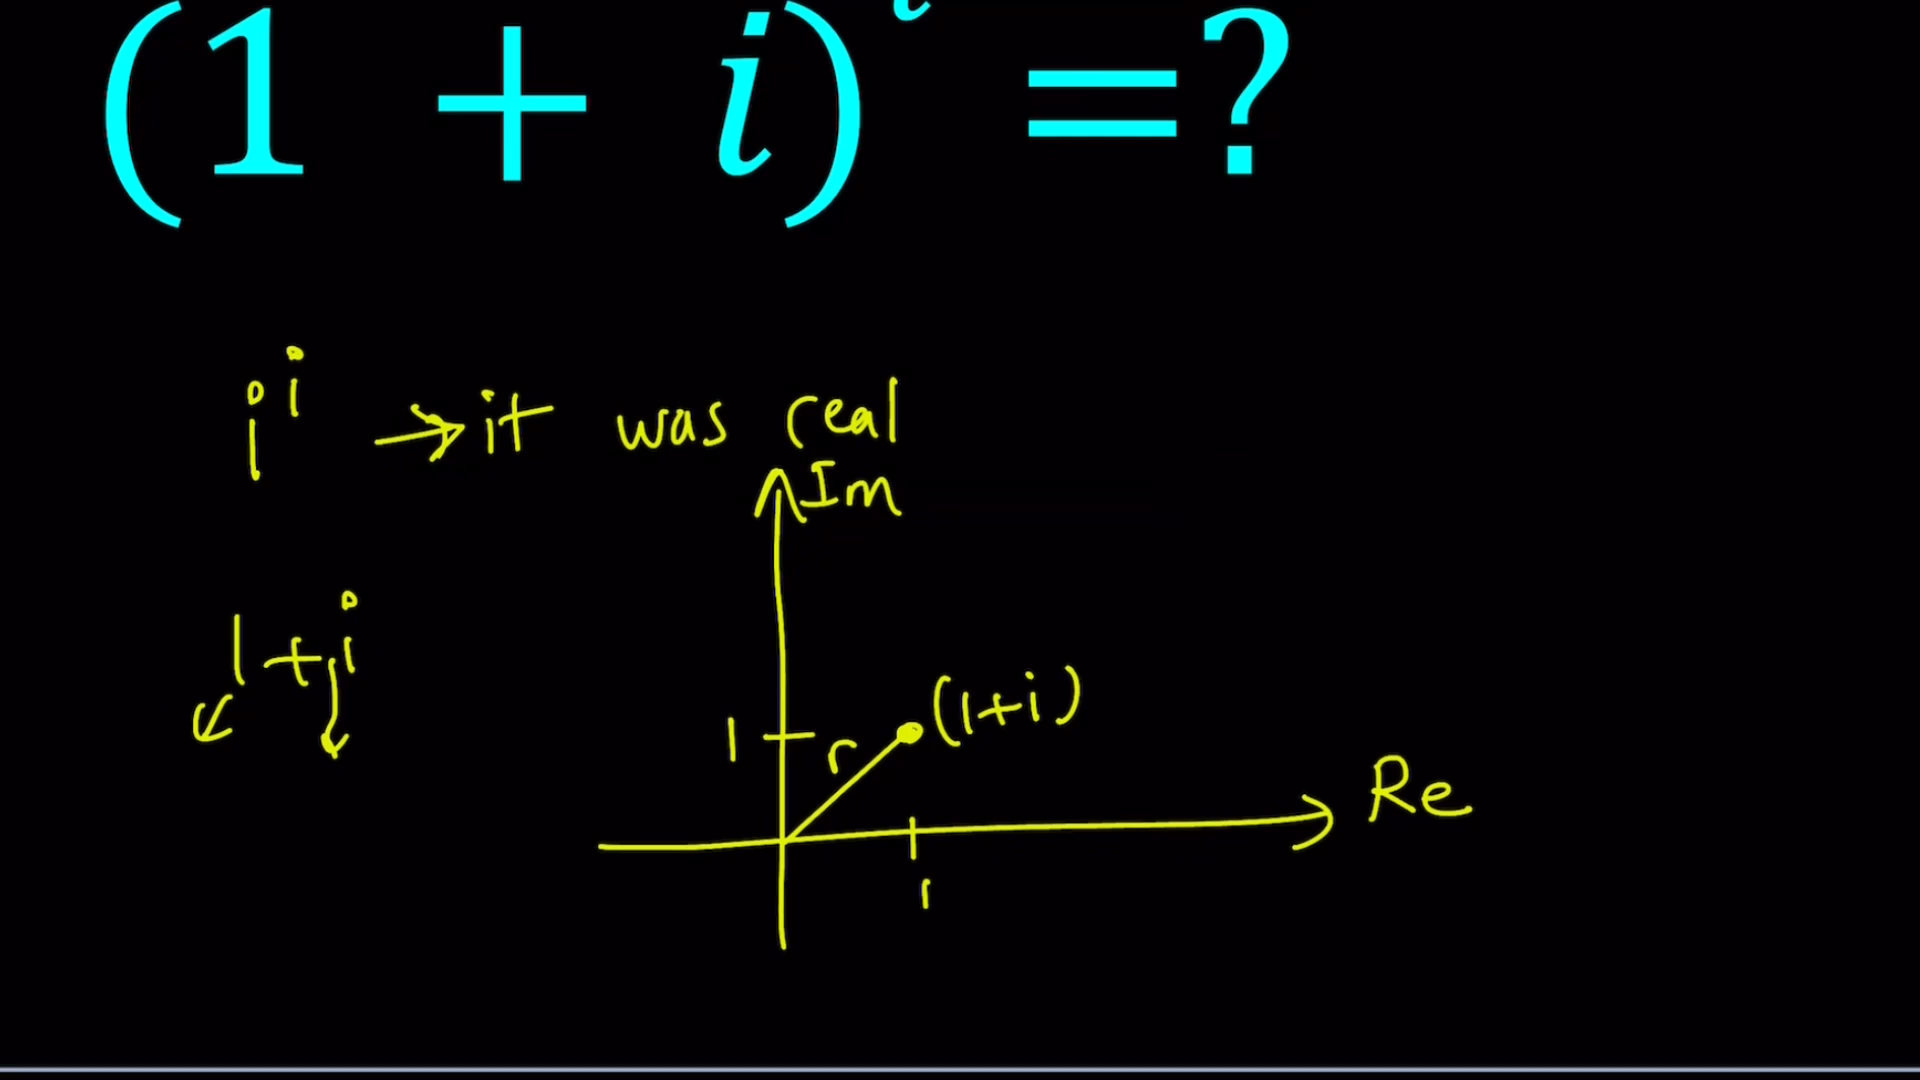 (1 + i)^i =?
i^i → it was real
Im
1+i
1 r (1+i)
Re
1